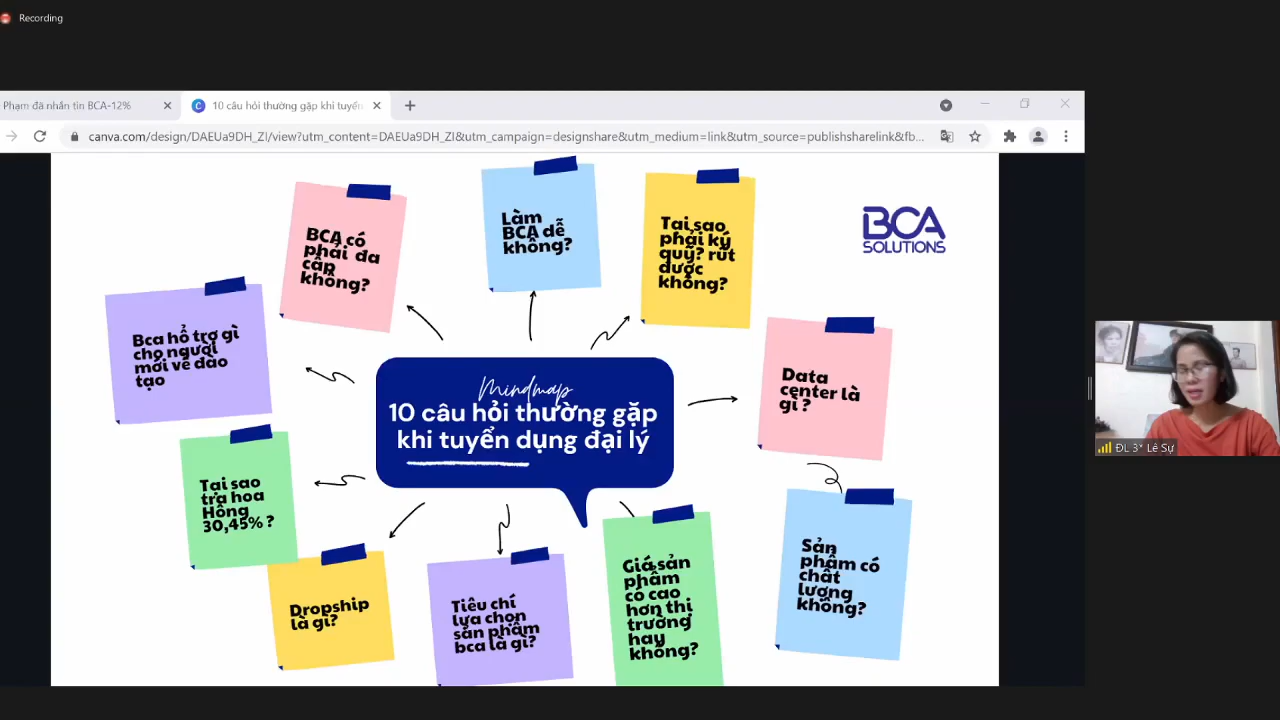 Recording
Phạm đã nhắn tin BCA-12%
10 câu hỏi thường gặp khi tuyển
canva.com/design/DAEUa9DH_ZI/view?utm_content=DAEUa9DH_ZI&utm_campaign=designshare&utm_medium=link&utm_source=publishsharelink&fb...
BCA có
phải đa
cấp
không?
Làm
BCA dễ
không?
Tại sao
phải ký
quỹ? rút
được
không?
BCA
SOLUTIONS
Bca hổ trợ gì
cho người
mới về đào
tạo
Data
center là
gì ?
Mindmap
10 câu hỏi thường gặp
khi tuyển dụng đại lý
ĐL 3* Lê Sự
Tại sao
trả hoa
Hồng
30,45% ?
Sản
phẩm có
chất
lượng
không?
Dropship
là gì?
Tiêu chí
lựa chọn
sản phẩm
bca là gì?
Giá sản
phẩm
có cao
hơn thị
trường
hay
không?